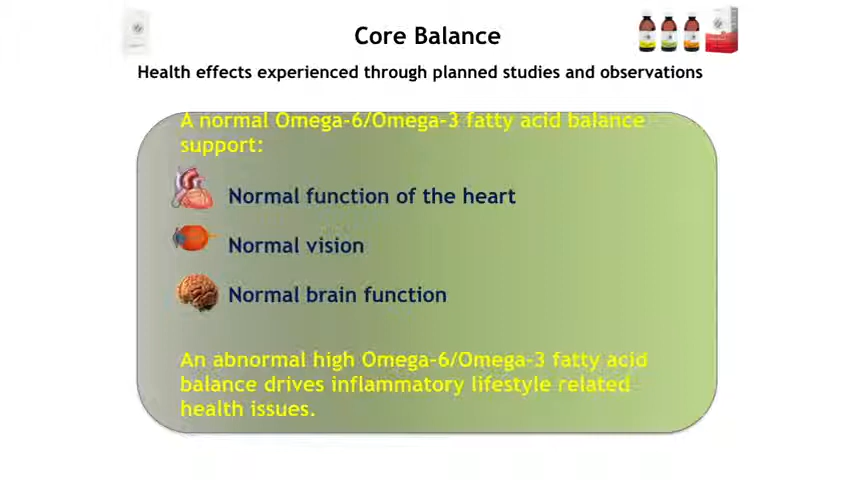 Core Balance
Health effects experienced through planned studies and observations
A normal Omega-6/Omega-3 fatty acid balance
support:
Normal function of the heart
Normal vision
Normal brain function
An abnormal high Omega-6/Omega-3 fatty acid
balance drives inflammatory lifestyle related
health issues.